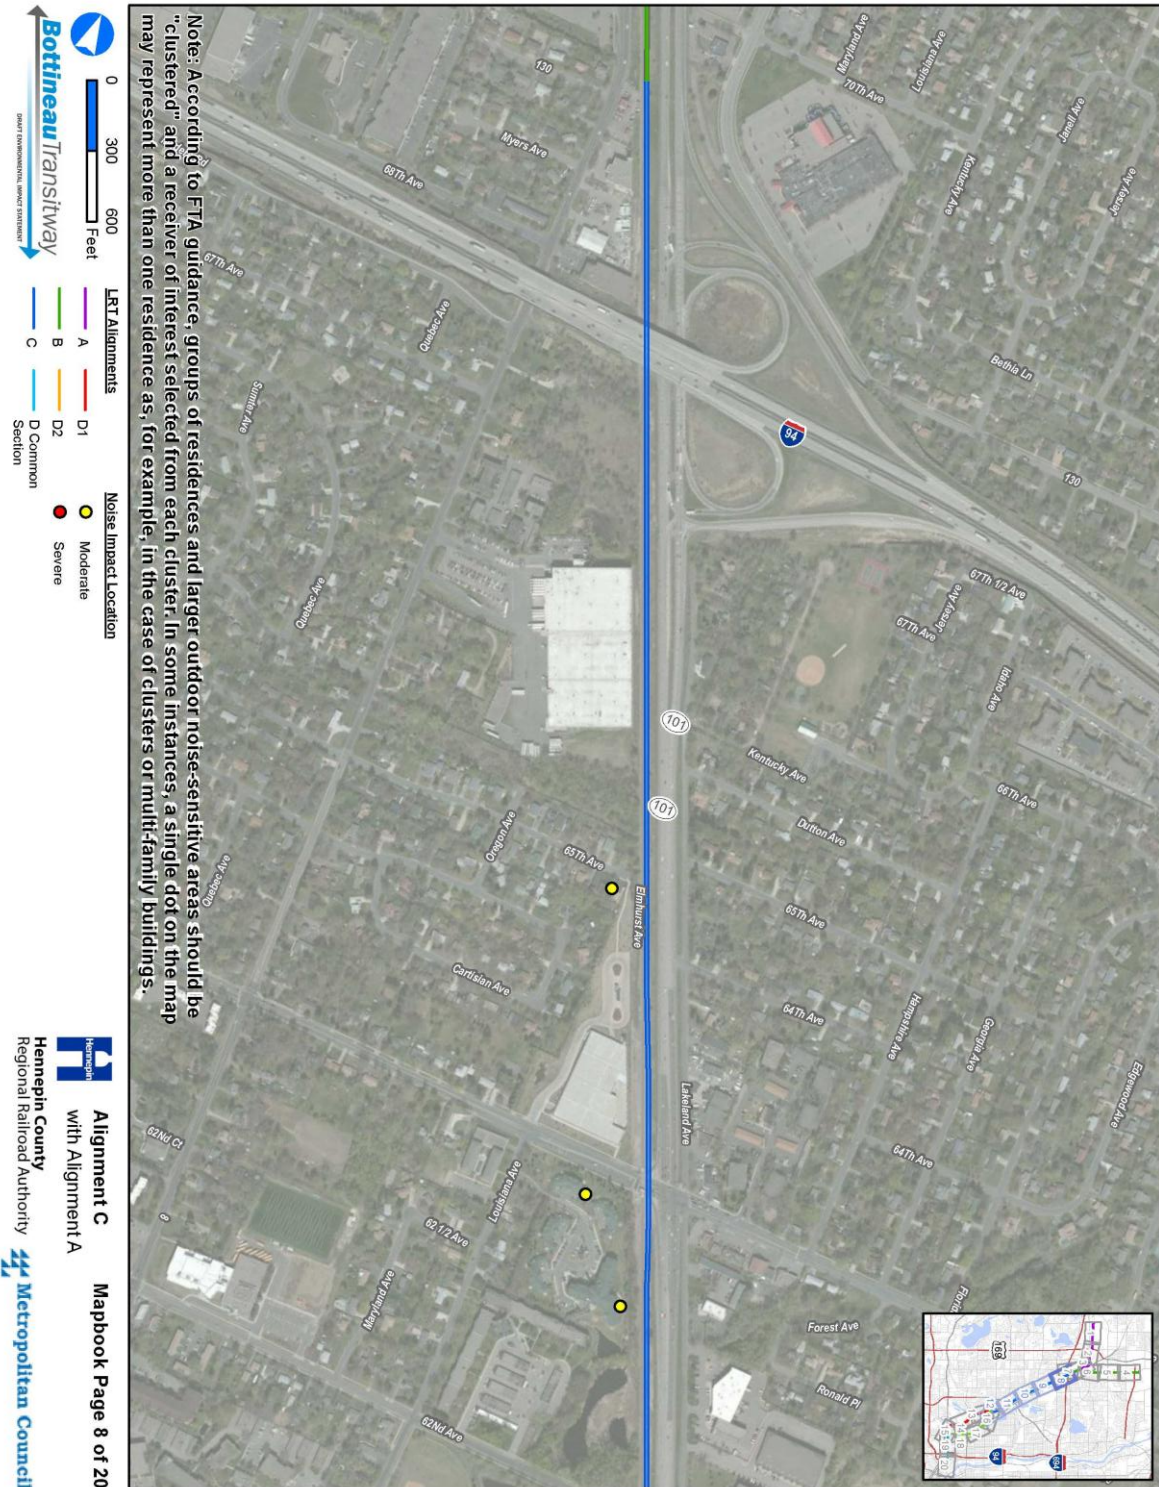 Maryland Ave
Louisiana Ave
70Th Ave
Janell Ave
Jersey Ave
Kentucky Ave
130
Myers Ave
68Th Ave
67Th Ave
Quebec Ave
Sumter Ave
Bethia Ln
94
130
67Th 1/2 Ave
Jersey Ave
67Th Ave
Idaho Ave
Quebec Ave
101
Kentucky Ave
66Th Ave
101
Dutton Ave
Oregon Ave
65Th Ave
Quebec Ave
Elmhurst Ave
65Th Ave
Cartisian Ave
64Th Ave
Hampshire Ave
Georgia Ave
Edgewood Ave
Lakeland Ave
64Th Ave
62Nd Ct
Louisiana Ave
62 1/2 Ave
Maryland Ave
Forest Ave
Ronald Pl
62Nd Ave
169
94
694
Note: According to FTA guidance, groups of residences and larger outdoor noise-sensitive areas should be
"clustered" and a receiver of interest selected from each cluster. In some instances, a single dot on the map
may represent more than one residence as, for example, in the case of clusters or multi-family buildings.
0 300 600
Feet
Bottineau Transitway
DRAFT ENVIRONMENTAL IMPACT STATEMENT
LRT Alignments
A
B
C
D1
D2
D Common
Section
Noise Impact Location
Moderate
Severe
Hennepin
Hennepin County
Regional Railroad Authority
Alignment C
with Alignment A
Mapbook Page 8 of 20
Metropolitan Council